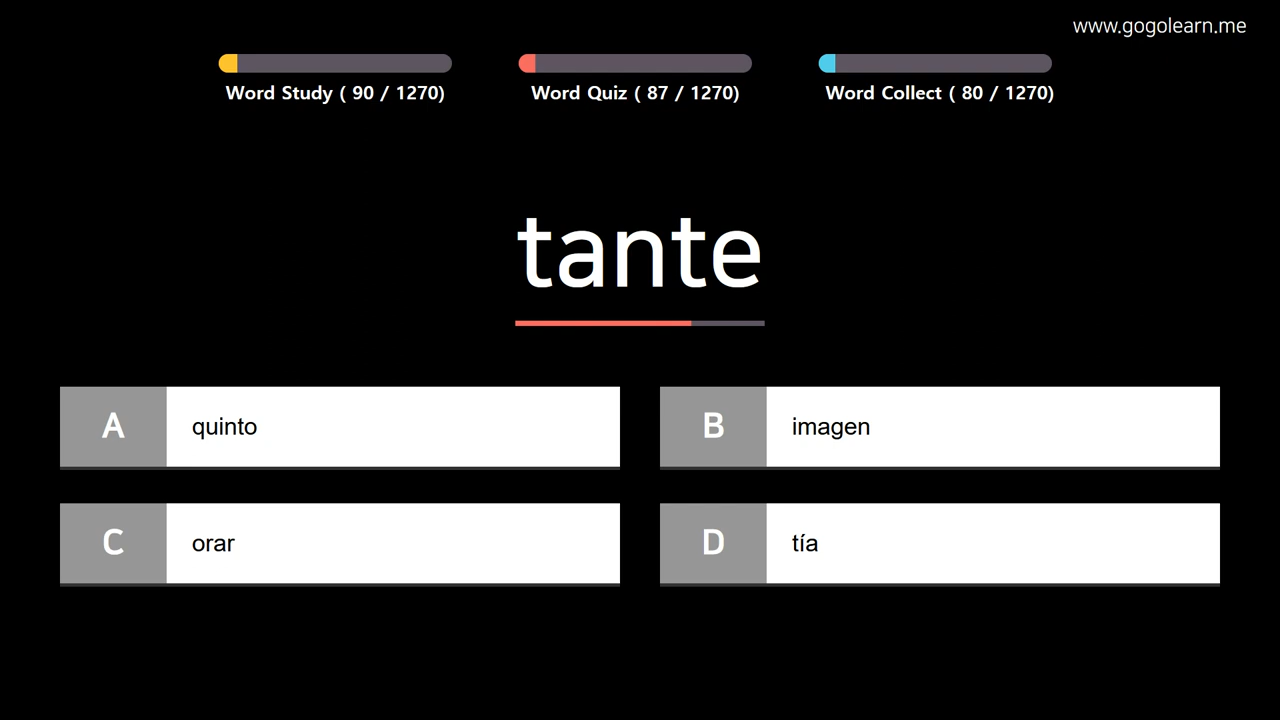 www.gogolearn.me
Word Study ( 90 / 1270)
Word Quiz ( 87 / 1270)
Word Collect ( 80 / 1270)
tante
A quinto
B imagen
C orar
D tía